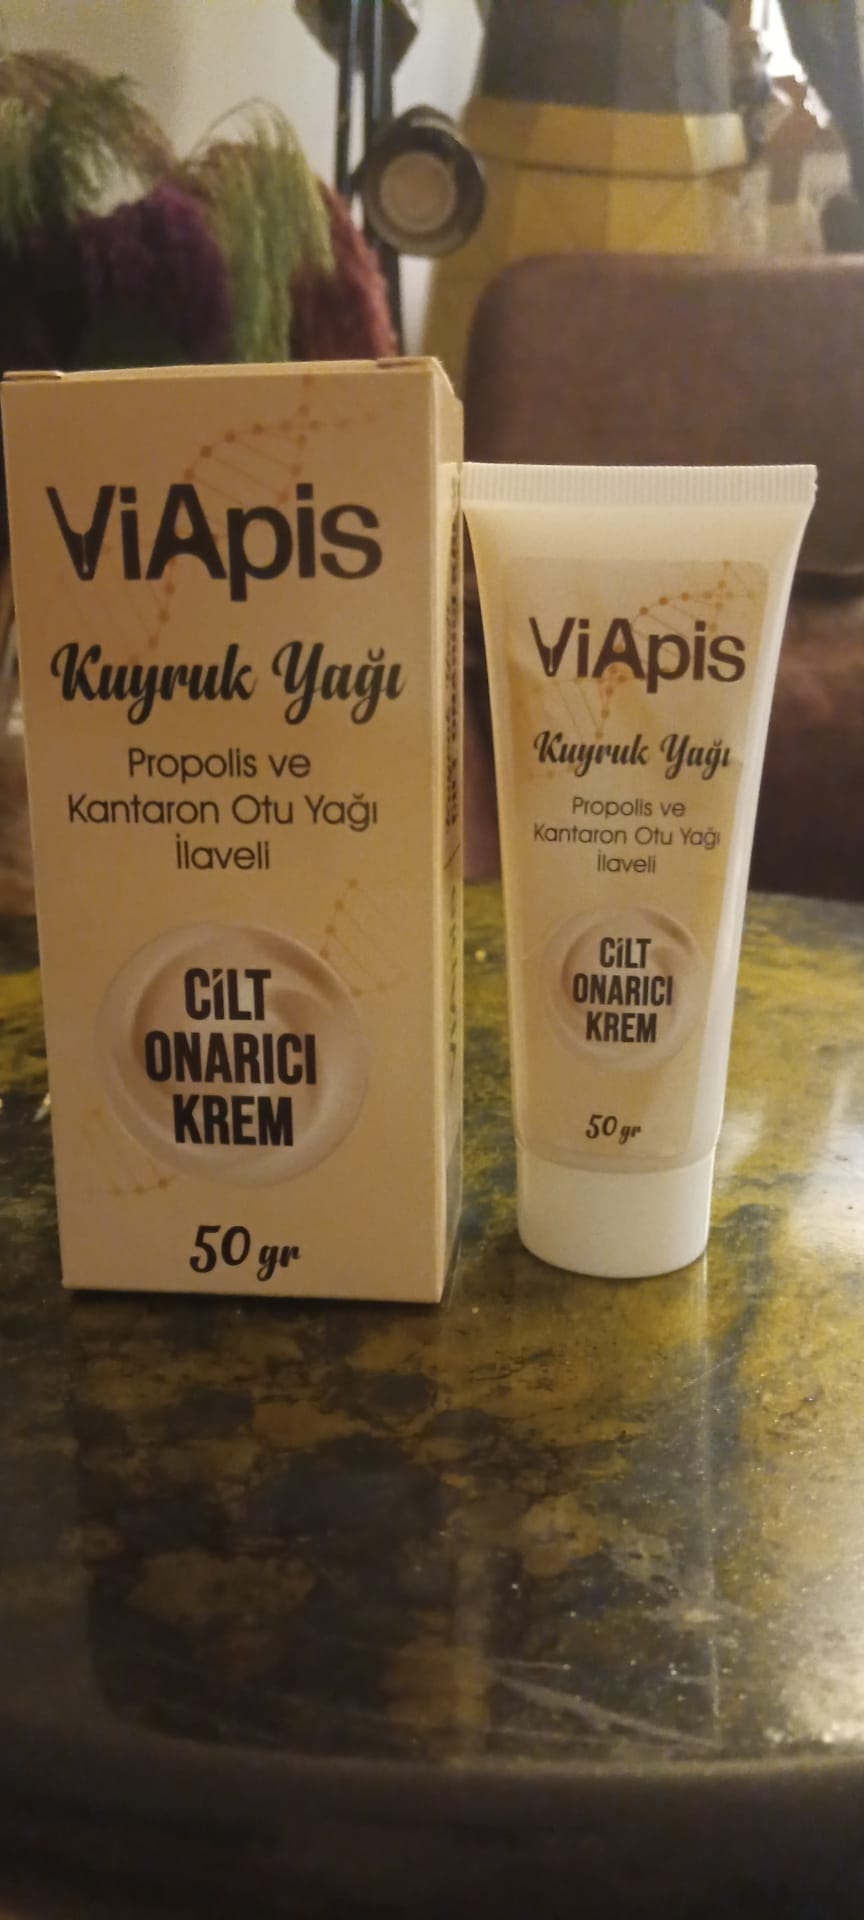 ViApis
Kuyruk Yağı
Propolis ve
Kantaron Otu Yağı
İlaveli
CİLT
ONARICI
KREM
50 gr
ViApis
Kuyruk Yağı
Propolis ve
Kantaron Otu Yağı
İlaveli
CİLT
ONARICI
KREM
50 gr